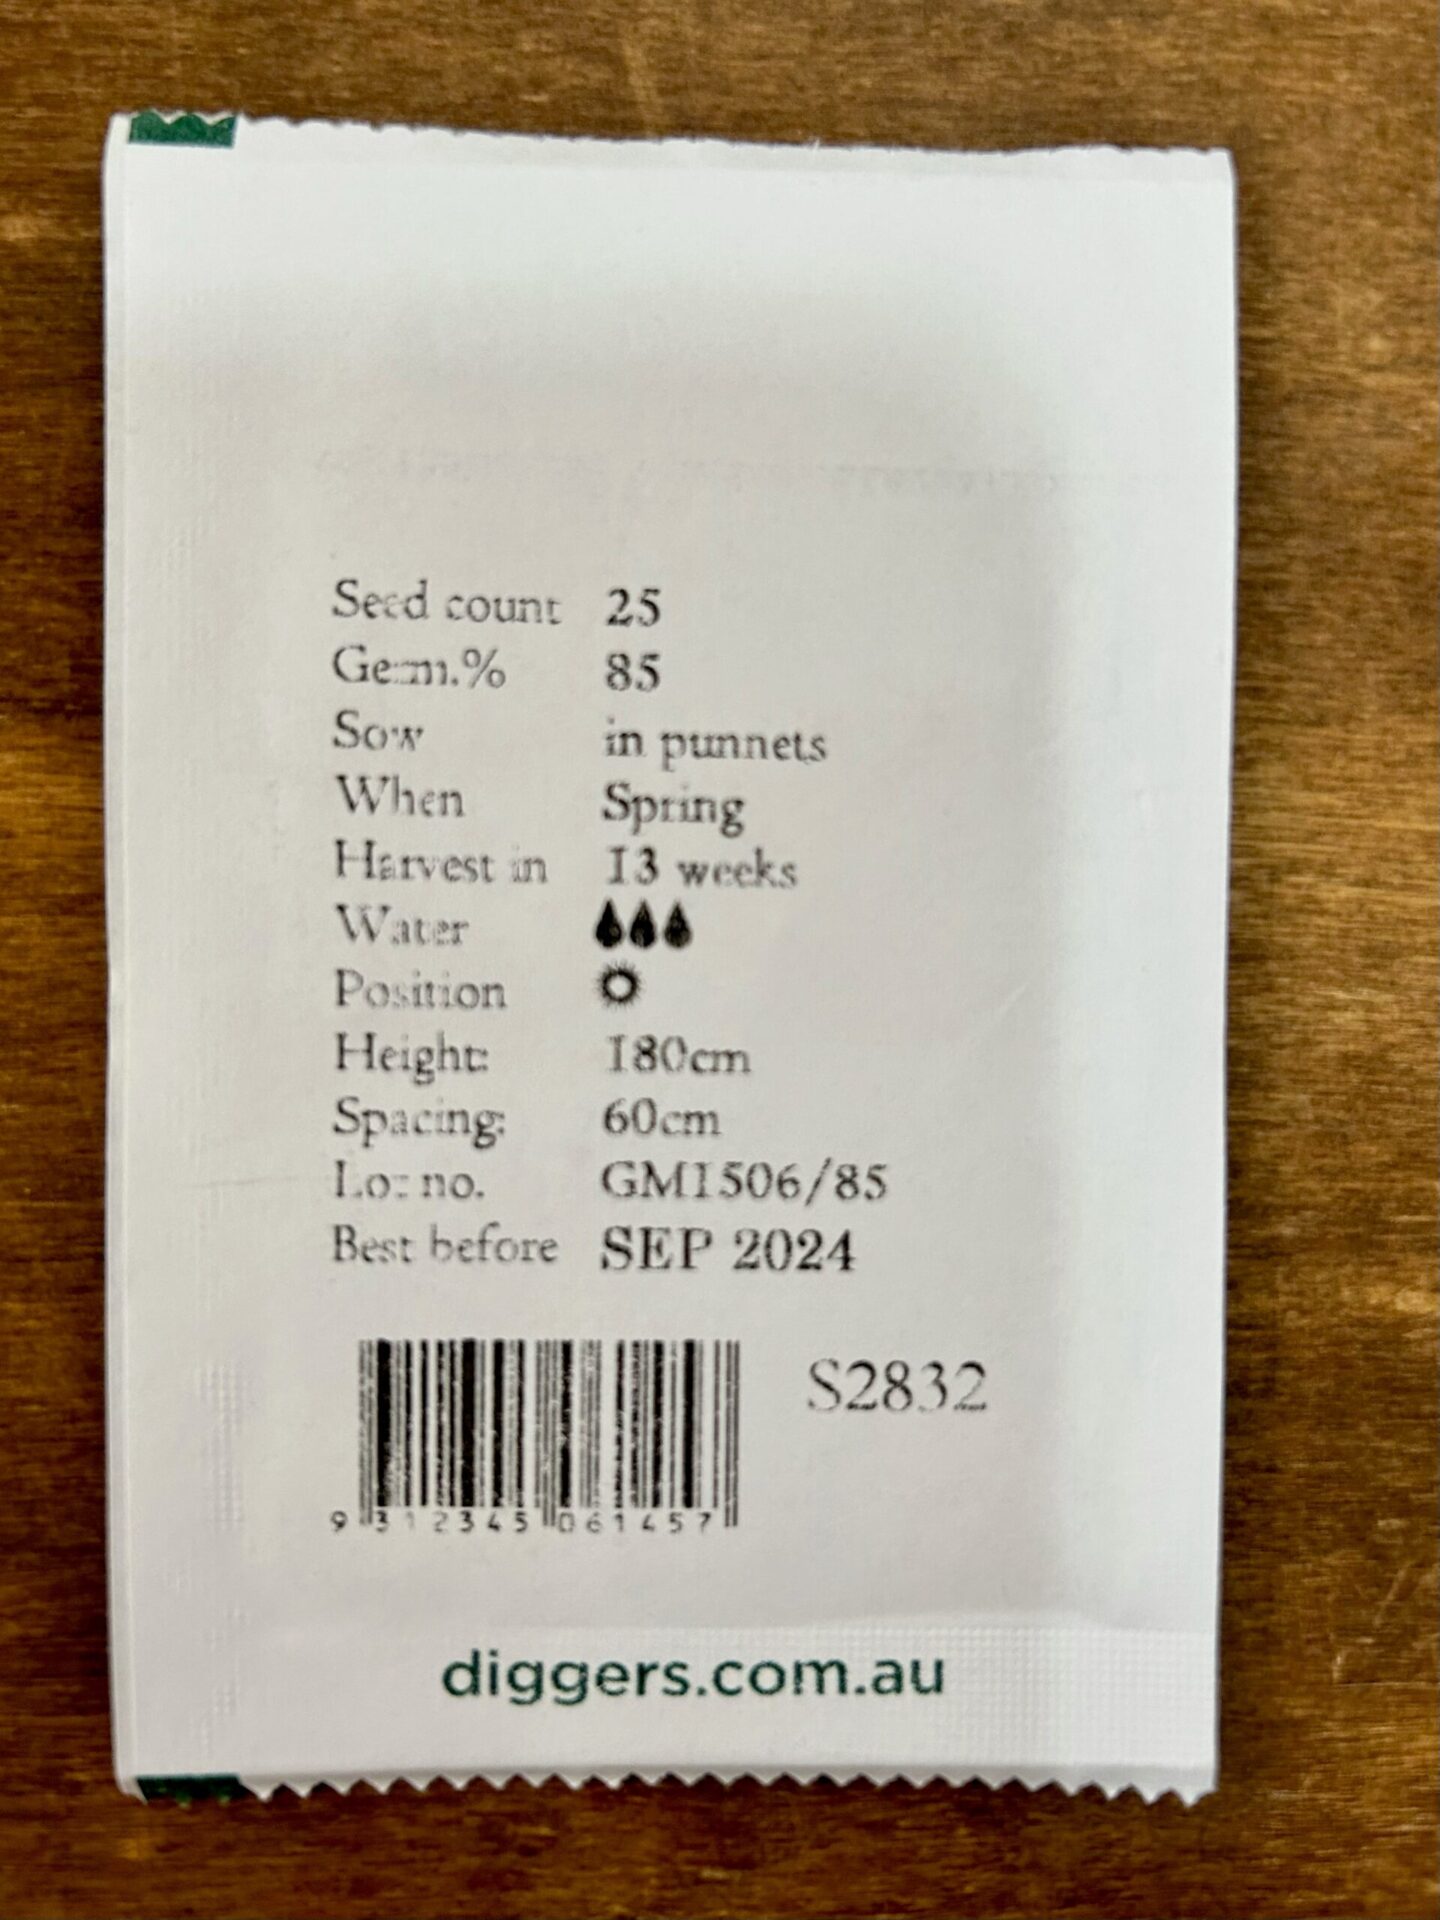 Seed count 25
Germ.% 85
Sow in punnets
When Spring
Harvest in 13 weeks
Water
Position
Height: 180cm
Spacing: 60cm
Lot no. GM1506/85
Best before SEP 2024
S2832
9 312345 061457
diggers.com.au